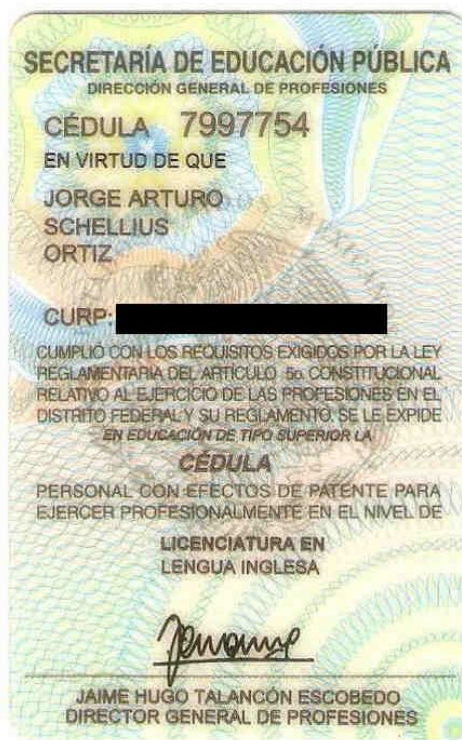 SECRETARÍA DE EDUCACIÓN PÚBLICA
DIRECCIÓN GENERAL DE PROFESIONES
CÉDULA 7997754
EN VIRTUD DE QUE
JORGE ARTURO
SCHELLIUS
ORTIZ
CURP:
CUMPLIÓ CON LOS REQUISITOS EXIGIDOS POR LA LEY
REGLAMENTARIA DEL ARTÍCULO 5o. CONSTITUCIONAL
RELATIVO AL EJERCICIO DE LAS PROFESIONES EN EL
DISTRITO FEDERAL Y SU REGLAMENTO, SE LE EXPIDE
EN EDUCACIÓN DE TIPO SUPERIOR LA
CÉDULA
PERSONAL CON EFECTOS DE PATENTE PARA
EJERCER PROFESIONALMENTE EN EL NIVEL DE
LICENCIATURA EN
LENGUA INGLESA
JAIME HUGO TALANCÓN ESCOBEDO
DIRECTOR GENERAL DE PROFESIONES